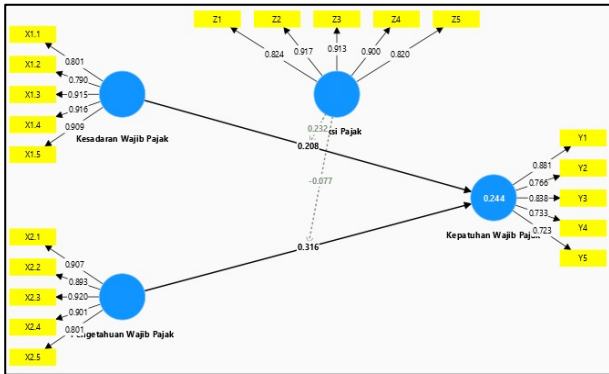 Z1 Z2 Z3 Z4 Z5
0.824 0.917 0.913 0.900 0.820
X1.1
X1.2
X1.3
X1.4
X1.5
0.801
0.790
0.915
0.916
0.909
Kesadaran Wajib Pajak
ksi Pajak
0.232
0.208
-0.077
0.316
Y1
Y2
Y3
Y4
Y5
0.881
0.766
0.838
0.733
0.723
0.244
Kepatuhan Wajib Pajak
X2.1
X2.2
X2.3
X2.4
X2.5
0.907
0.893
0.920
0.901
0.801
engetahuan Wajib Pajak